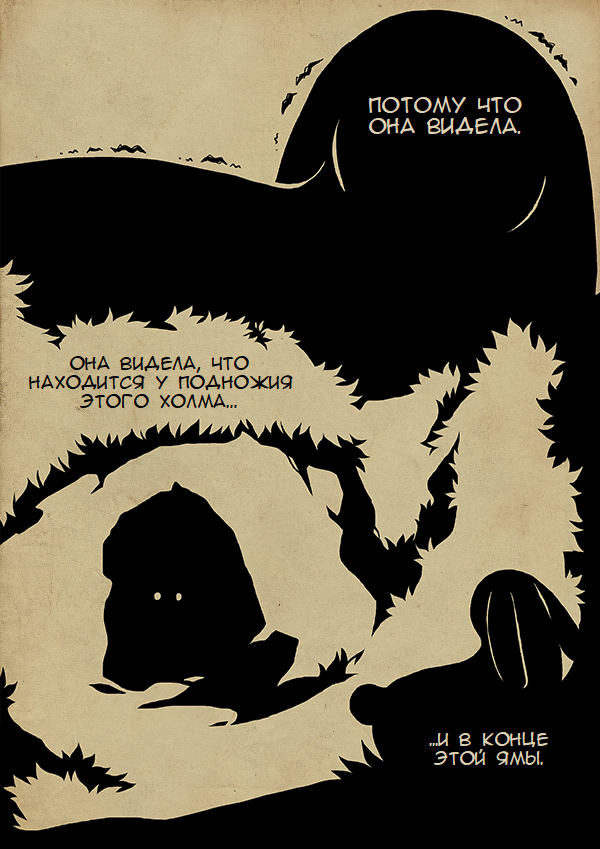 ПОТОМУ ЧТО
ОНА ВИДЕЛА.
ОНА ВИДЕЛА, ЧТО
НАХОДИТСЯ У ПОДНОЖИЯ
ЭТОГО ХОЛМА...
...И В КОНЦЕ
ЭТОЙ ЯМЫ.